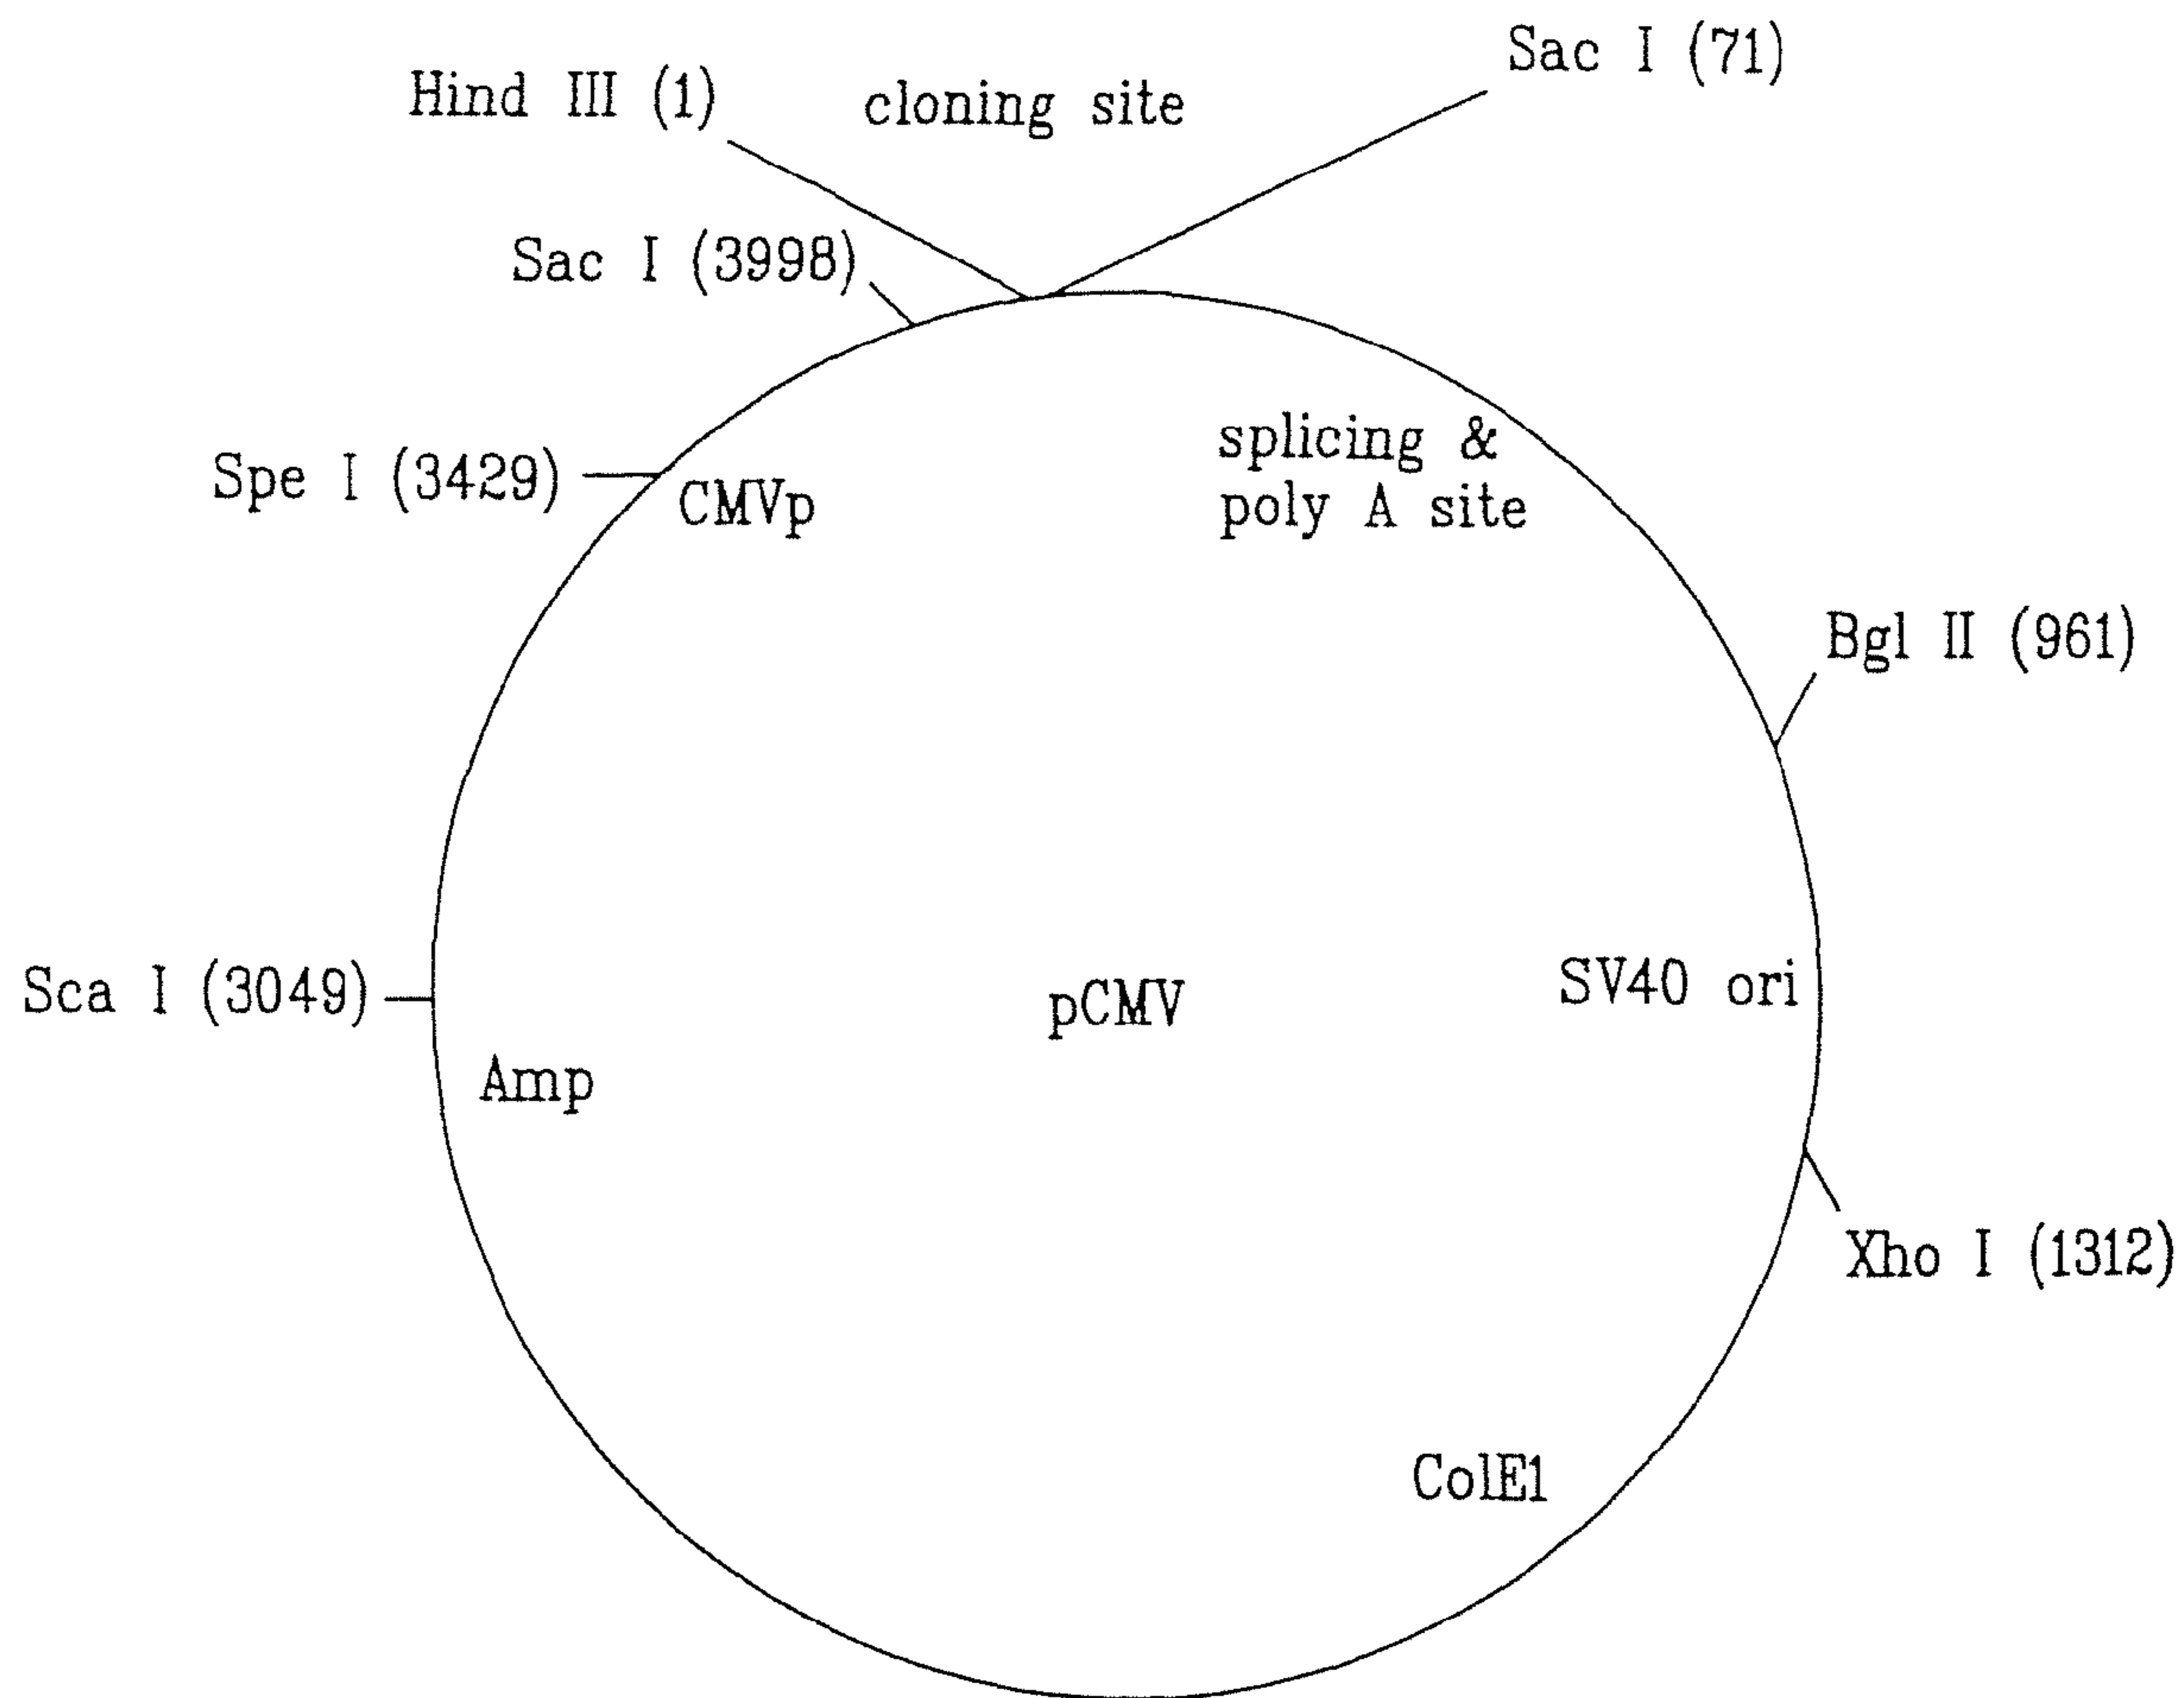 Sac I (71)
Hind III (1)
cloning site
Sac I (3998)
splicing &
poly A site
Spe I (3429)
CMVp
Bgl II (961)
Sca I (3049)
pCMV
SV40 ori
Amp
Xho I (1312)
ColE1